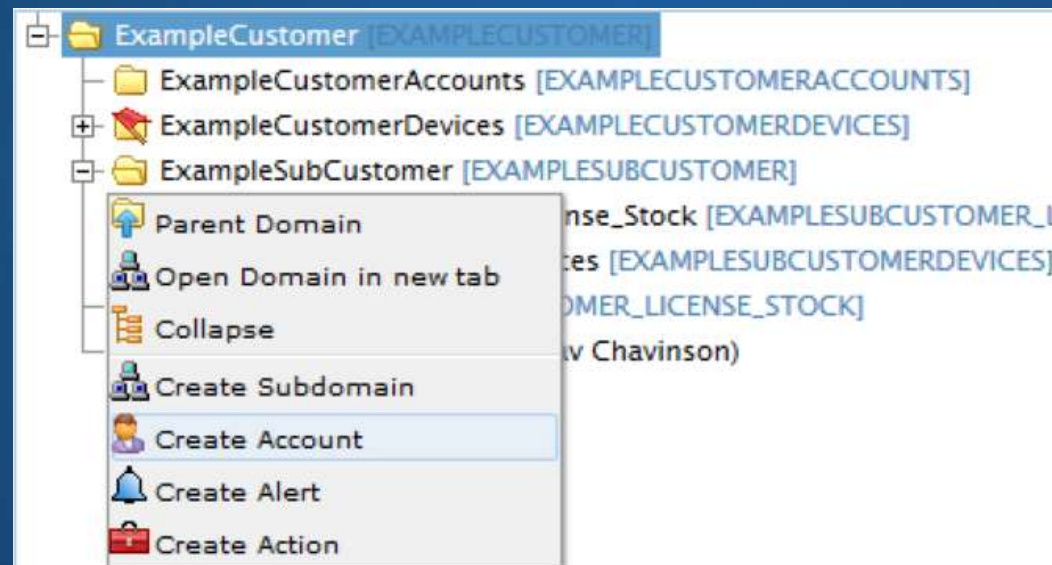 ExampleCustomer [EXAMPLECUSTOMER]
ExampleCustomerAccounts [EXAMPLECUSTOMERACCOUNTS]
ExampleCustomerDevices [EXAMPLECUSTOMERDEVICES]
ExampleSubCustomer [EXAMPLESUBCUSTOMER]
Parent Domain
nse_Stock [EXAMPLESUBCUSTOMER_L
Open Domain in new tab
es [EXAMPLESUBCUSTOMERDEVICES]
Collapse
OMER_LICENSE_STOCK]
v Chavinson)
Create Subdomain
Create Account
Create Alert
Create Action